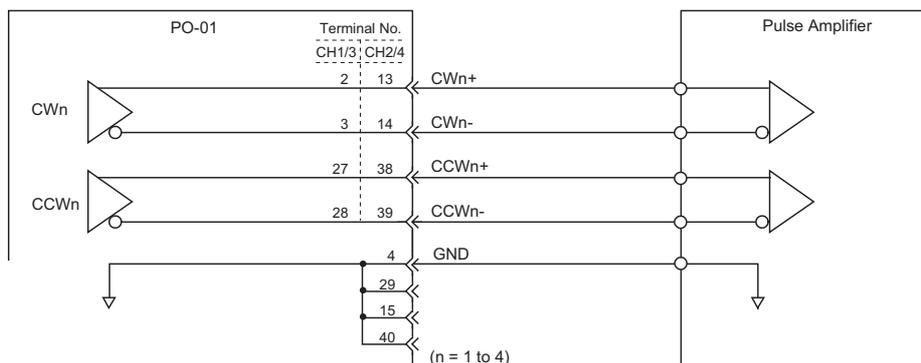 PO-01
Terminal No.
Pulse Amplifier
CH1/3 CH2/4
2 13 CWn+
CWn
3 14 CWn-
27 38 CCWn+
CCWn
28 39 CCWn-
4 GND
29
15
40
(n = 1 to 4)